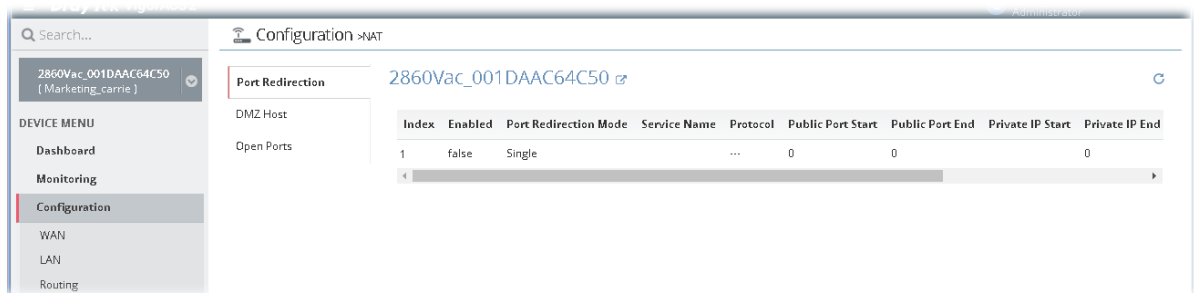 Administrator
Search...
Configuration >NAT
2860Vac_001DAAC64C50
[ Marketing_carrie ]
DEVICE MENU
Dashboard
Monitoring
Configuration
WAN
LAN
Routing
Port Redirection
DMZ Host
Open Ports
2860Vac_001DAAC64C50
Index Enabled Port Redirection Mode Service Name Protocol Public Port Start Public Port End Private IP Start Private IP End
1 false Single --- 0 0 0